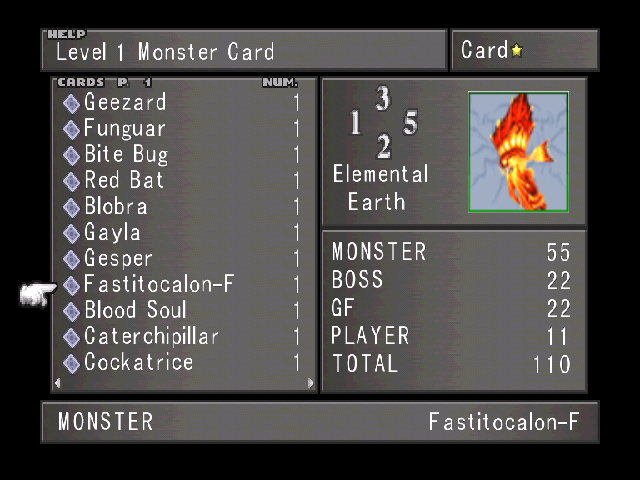 HELP
Level 1 Monster Card
Card★
CARDS P. 1 NUM.
Geezard 1
Funguar 1
Bite Bug 1
Red Bat 1
Blobra 1
Gayla 1
Gesper 1
Fastitocalon-F 1
Blood Soul 1
Caterchipillar 1
Cockatrice 1
3
1 5
2
Elemental
Earth
MONSTER 55
BOSS 22
GF 22
PLAYER 11
TOTAL 110
MONSTER Fastitocalon-F